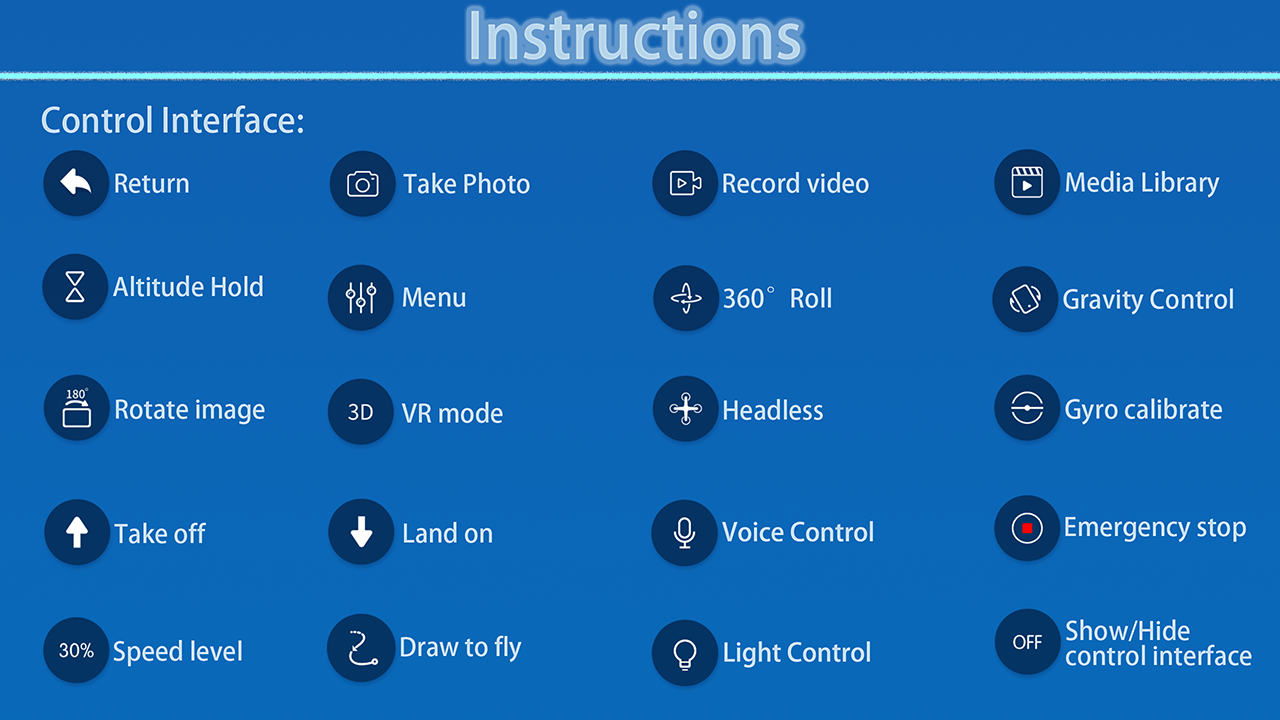 Instructions
Control Interface:
Return
Take Photo
Record video
Media Library
Altitude Hold
Menu
360° Roll
Gravity Control
180°
Rotate image
3D
VR mode
Headless
Gyro calibrate
Take off
Land on
Voice Control
Emergency stop
30%
Speed level
Draw to fly
Light Control
OFF
Show/Hide
control interface